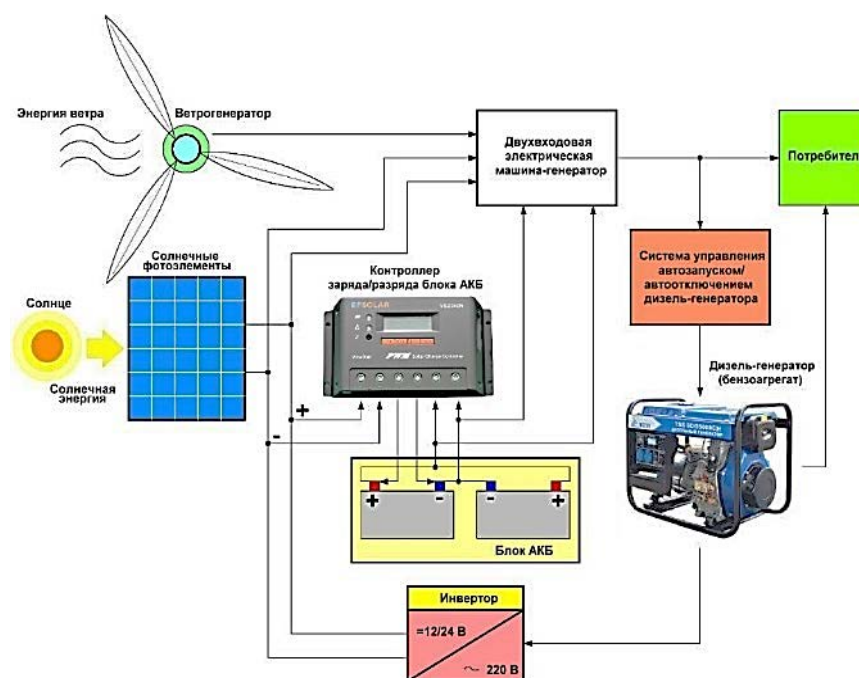 Энергия ветра
Ветрогенератор
Двухвходовая
электрическая
машина-генератор
Потребител
Солнечные
фотоэлементы
Контроллер
заряда/разряда блока АКБ
Система управления
автозапуском/
автоотключением
дизель-генератора
Солнце
EPSOLAR
PWM
Солнечная
энергия
Дизель-генератор
(бензоагрегат)
+
-
+
-
-
+
Блок АКБ
Инвертор
=12/24 В
~ 220 В